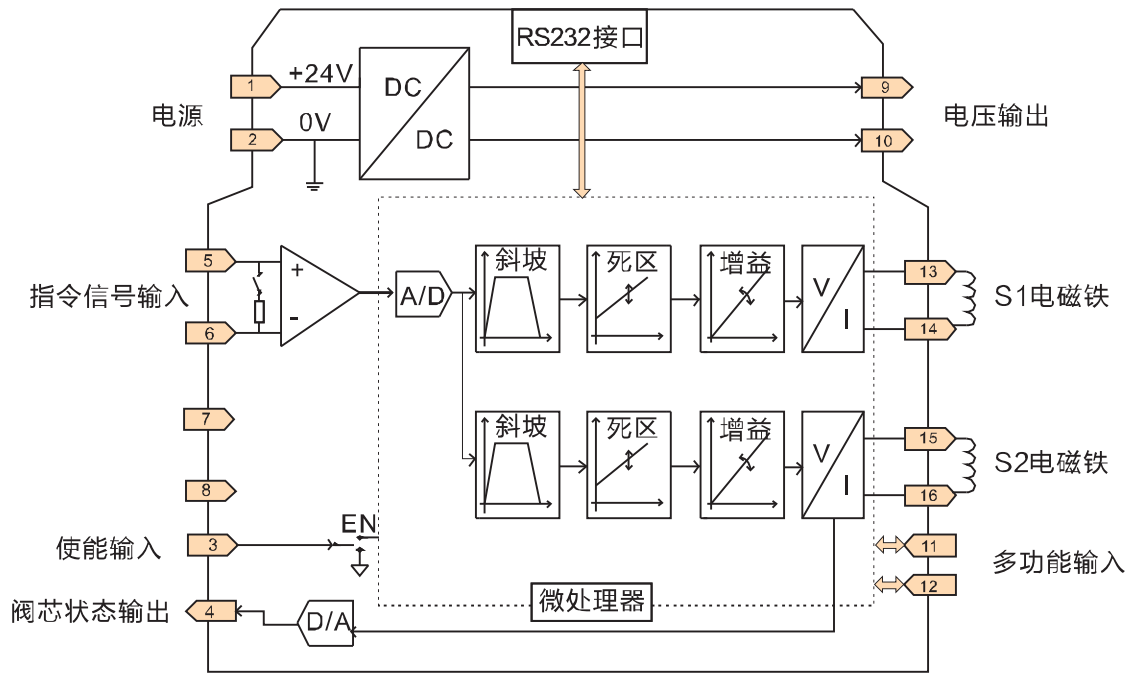 RS232接口
+24V
1
DC
9
电源
电压输出
0V
2
DC
10
5
斜坡
死区
增益
13
+
V
指令信号输入
A/D
S1电磁铁
-
I
6
14
7
斜坡
死区
增益
15
V
S2电磁铁
8
I
16
EN
使能输入
3
11
多功能输入
12
微处理器
阀芯状态输出
4
D/A